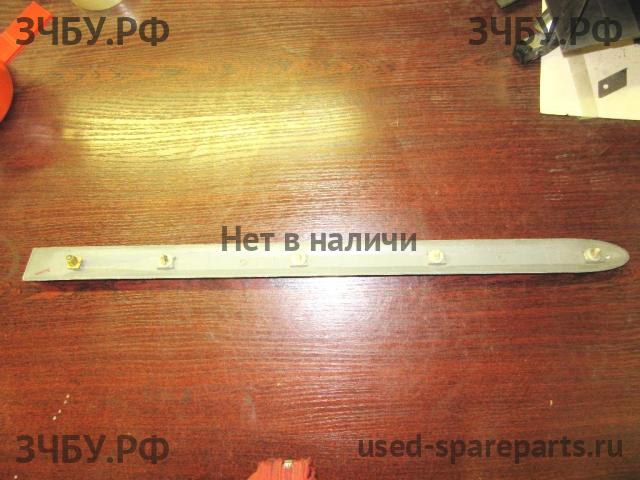 ЗЧБУ.РФ ЗЧБУ.РФ
Нет в наличи
ЗЧБУ.РФ used-spareparts.ru